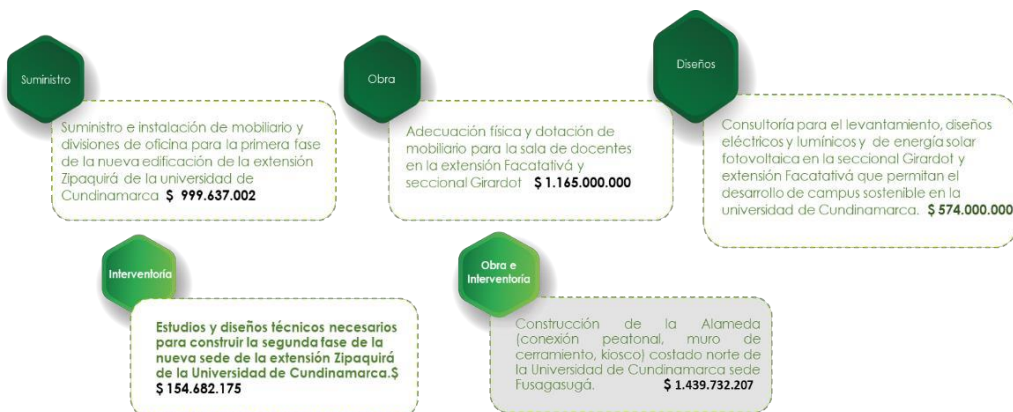 Suministro
Suministro e instalación de mobiliario y
divisiones de oficina para la primera fase
de la nueva edificación de la extensión
Zipaquirá de la universidad de
Cundinamarca $ 999.637.002
Obra
Adecuación física y dotación de
mobiliario para la sala de docentes
en la extensión Facatativá y
seccional Girardot $ 1.165.000.000
Diseños
Consultoría para el levantamiento, diseños
eléctricos y lumínicos y de energía solar
fotovoltaica en la seccional Girardot y
extensión Facatativá que permitan el
desarrollo de campus sostenible en la
universidad de Cundinamarca. $ 574.000.000
Interventoría
Estudios y diseños técnicos necesarios
para construir la segunda fase de la
nueva sede de la extensión Zipaquirá
de la Universidad de Cundinamarca.$
$ 154.682.175
Obra e
Interventoría
Construcción de la Alameda
(conexión peatonal, muro de
cerramiento, kiosco) costado norte de
la Universidad de Cundinamarca sede
Fusagasugá. $ 1.439.732.207